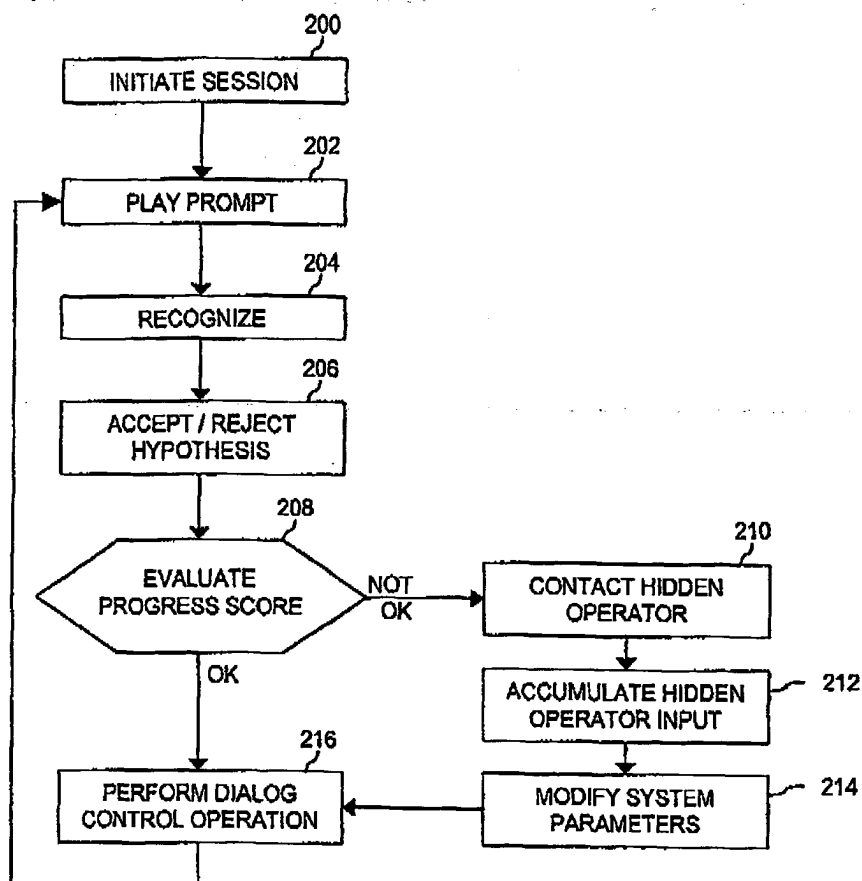 200
INITIATE SESSION
202
PLAY PROMPT
204
RECOGNIZE
206
ACCEPT / REJECT
HYPOTHESIS
208
EVALUATE
PROGRESS SCORE
NOT
OK
OK
210
CONTACT HIDDEN
OPERATOR
212
ACCUMULATE HIDDEN
OPERATOR INPUT
214
MODIFY SYSTEM
PARAMETERS
216
PERFORM DIALOG
CONTROL OPERATION